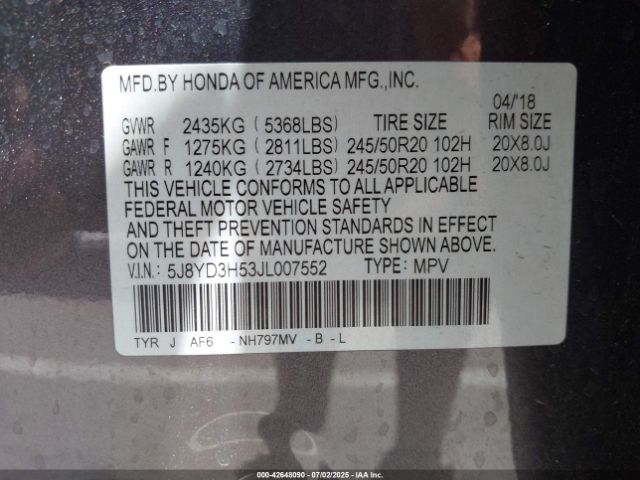 MFD.BY HONDA OF AMERICA MFG.,INC.
04/'18
GVWR 2435KG ( 5368LBS) TIRE SIZE RIM SIZE
GAWR F 1275KG ( 2811LBS) 245/50R20 102H 20X8.0J
GAWR R 1240KG ( 2734LBS) 245/50R20 102H 20X8.0J
THIS VEHICLE CONFORMS TO ALL APPLICABLE
FEDERAL MOTOR VEHICLE SAFETY
AND THEFT PREVENTION STANDARDS IN EFFECT
ON THE DATE OF MANUFACTURE SHOWN ABOVE.
V.I.N.: 5J8YD3H53JL007552 TYPE: MPV
TYR J AF6 -NH797MV -B -L
000-42648090 - 07/02/2025 - IAA Inc.